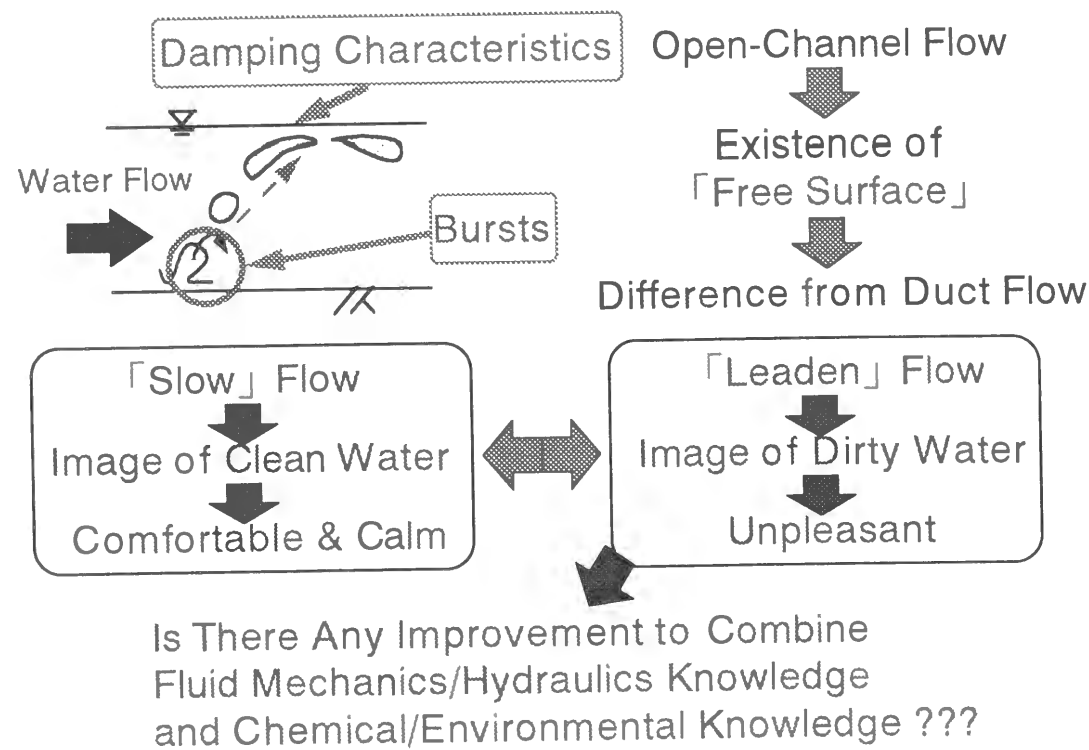 Damping Characteristics
Water Flow
Bursts
Open-Channel Flow
Existence of
「Free Surface」
Difference from Duct Flow
「Slow」 Flow
Image of Clean Water
Comfortable & Calm
「Leaden」 Flow
Image of Dirty Water
Unpleasant
Is There Any Improvement to Combine
Fluid Mechanics/Hydraulics Knowledge
and Chemical/Environmental Knowledge ???